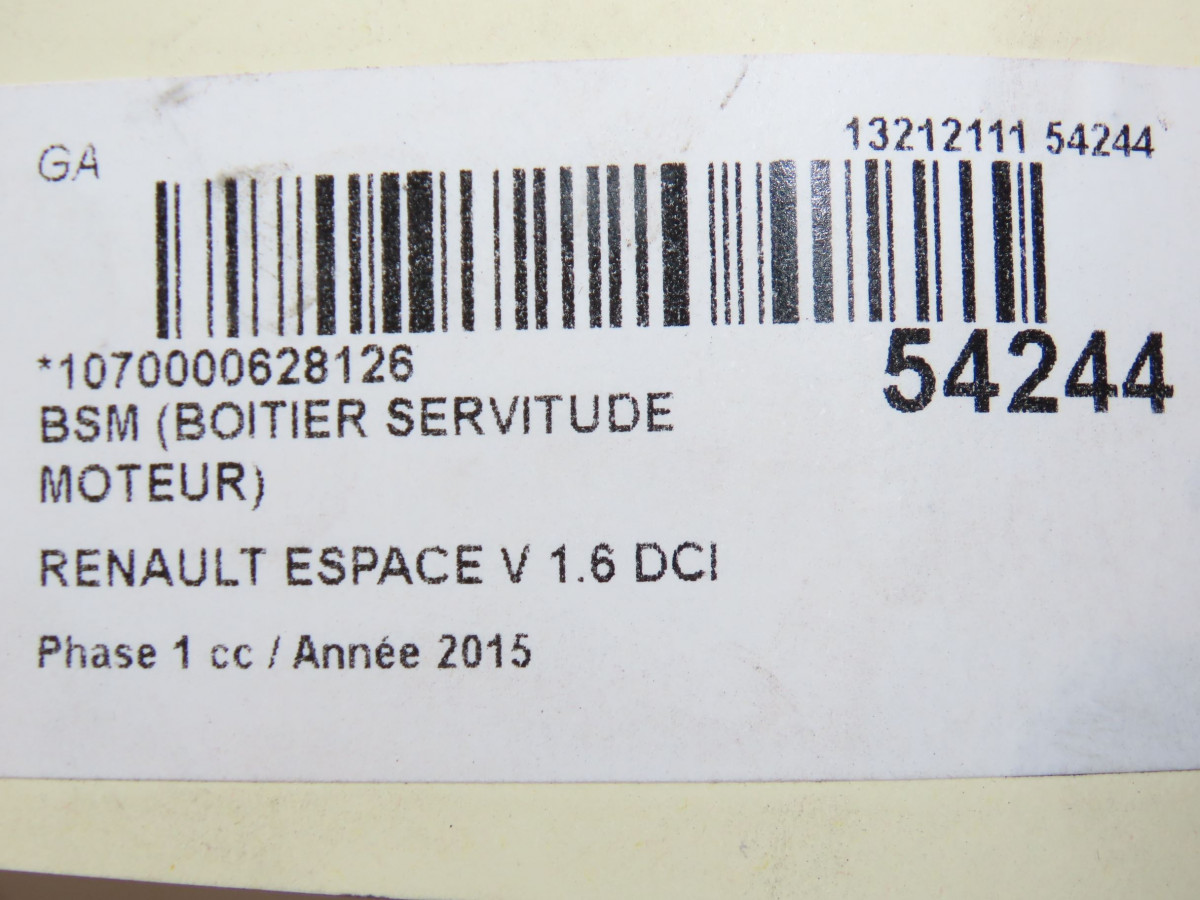 GA
13212111 54244
*1070000628126
54244
BSM (BOITIER SERVITUDE
MOTEUR)
RENAULT ESPACE V 1.6 DCI
Phase 1 cc / Année 2015